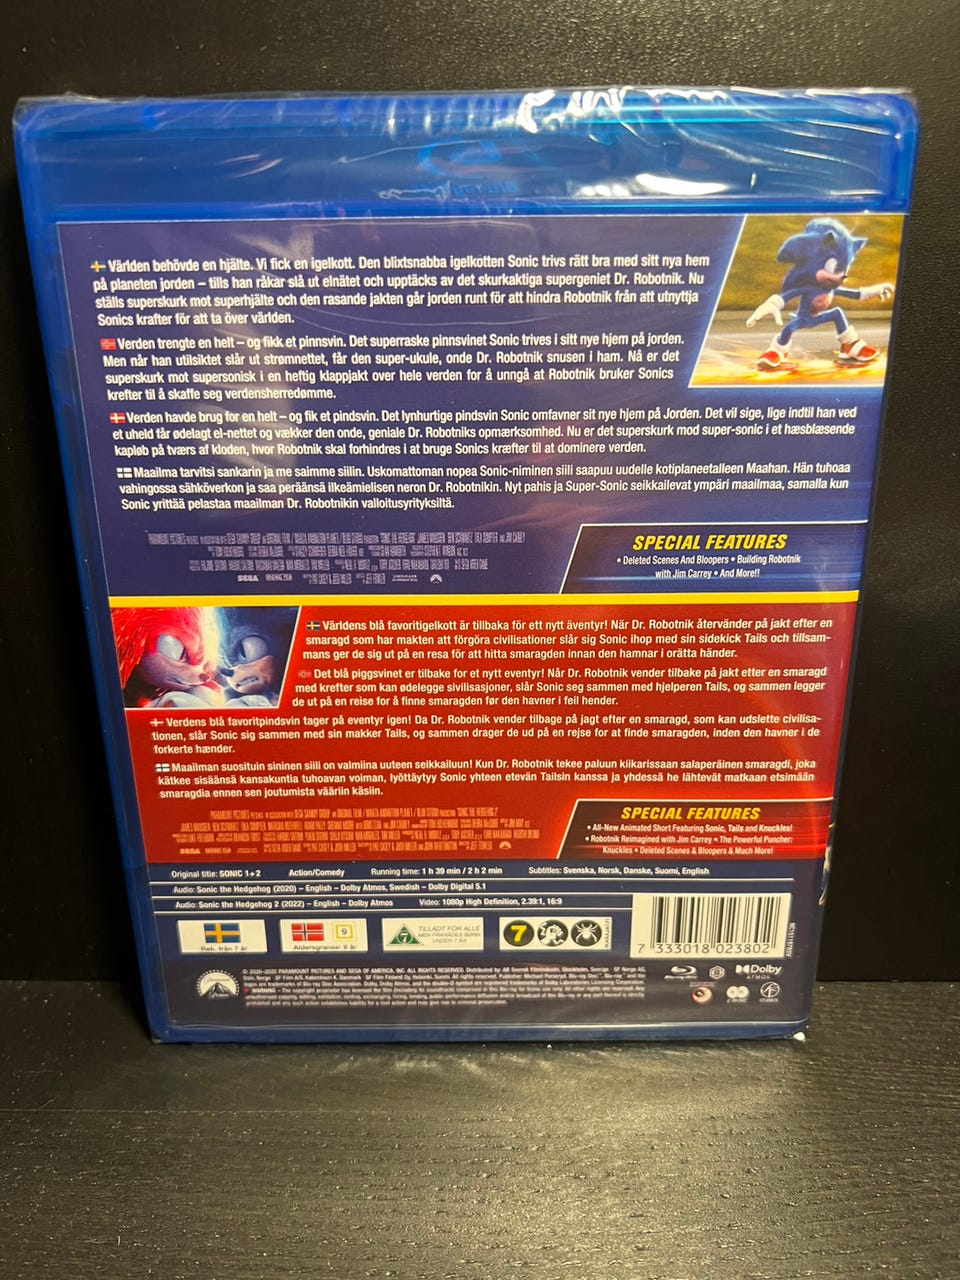 Världen behövde en hjälte. Vi fick en igelkott. Den blixtsnabba igelkotten Sonic trivs rätt bra med sitt nya hem
på planeten jorden – tills han råkar slå ut elnätet och upptäcks av det skurkaktiga supergeniet Dr. Robotnik. Nu
ställs superskurk mot superhjälte och den rasande jakten går jorden runt för att hindra Robotnik från att utnyttja
Sonics krafter för att ta över världen.
Verden trengte en helt – og fikk et pinnsvin. Det superraske pinnsvinet Sonic trives i sitt nye hjem på jorden.
Men når han utilsiktet slår ut strømnettet, får den super-ukule, onde Dr. Robotnik snusen i ham. Nå er det
superskurk mot supersonisk i en heftig klappjakt over hele verden for å unngå at Robotnik bruker Sonics
krefter til å skaffe seg verdensherredømme.
Verden havde brug for en helt – og fik et pindsvin. Det lynhurtige pindsvin Sonic omfavner sit nye hjem på Jorden. Det vil sige, lige indtil han ved
et uheld får ødelagt el-nettet og vækker den onde, geniale Dr. Robotniks opmærksomhed. Nu er det superskurk mod super-sonic i et hæsblæsende
kapløb på tværs af kloden, hvor Robotnik skal forhindres i at bruge Sonics kræfter til at dominere verden.
Maailma tarvitsi sankarin ja me saimme siilin. Uskomattoman nopea Sonic-niminen siili saapuu uudelle kotiplaneetalleen Maahan. Hän tuhoaa
vahingossa sähköverkon ja saa peräänsä ilkeämielisen neron Dr. Robotnikin. Nyt pahis ja Super-Sonic seikkailevat ympäri maailmaa, samalla kun
Sonic yrittää pelastaa maailman Dr. Robotnikin valloitusyrityksiltä.
SPECIAL FEATURES
• Deleted Scenes And Bloopers • Building Robotnik
with Jim Carrey • And More!!
SEGA
Världens blå favoritigelkott är tillbaka för ett nytt äventyr! När Dr. Robotnik återvänder på jakt efter en
smaragd som har makten att förgöra civilisationer slår sig Sonic ihop med sin sidekick Tails och tillsam-
mans ger de sig ut på en resa för att hitta smaragden innan den hamnar i orätta händer.
Det blå piggsvinet er tilbake for et nytt eventyr! Når Dr. Robotnik vender tilbake på jakt etter en smaragd
med krefter som kan ødelegge sivilisasjoner, slår Sonic seg sammen med hjelperen Tails, og sammen legger
de ut på en reise for å finne smaragden før den havner i feil hender.
Verdens blå favoritpindsvin tager på eventyr igen! Da Dr. Robotnik vender tilbage på jagt efter en smaragd, som kan udslette civilisa-
tionen, slår Sonic sig sammen med sin makker Tails, og sammen drager de ud på en rejse for at finde smaragden, inden den havner i de
forkerte hænder.
Maailman suosituin sininen siili on valmiina uuteen seikkailuun! Kun Dr. Robotnik tekee paluun kiikarissaan salaperäinen smaragdi, joka
kätkee sisäänsä kansakuntia tuhoavan voiman, lyöttäytyy Sonic yhteen etevän Tailsin kanssa ja yhdessä he lähtevät matkaan etsimään
smaragdia ennen sen joutumista vääriin käsiin.
SPECIAL FEATURES
• All-New Animated Short Featuring Sonic, Tails and Knuckles!
• Robotnik Reimagined with Jim Carrey • The Powerful Puncher:
Knuckles • Deleted Scenes & Bloopers & Much More!
SEGA
Original title: SONIC 1+2 Action/Comedy Running time: 1 h 39 min / 2 h 2 min Subtitles: Svenska, Norsk, Danske, Suomi, English
Audio: Sonic the Hedgehog (2020) – English – Dolby Atmos, Swedish – Dolby Digital 5.1
Audio: Sonic the Hedgehog 2 (2022) – English – Dolby Atmos Video: 1080p High Definition, 2.39:1, 16:9
Rek. från 7 år
9
Aldersgrense: 9 år
7
TILLADT FOR ALLE
MEN FRARÅDES BØRN
UNDER 7 ÅR
7
7 333018 023802
Dolby
ATMOS